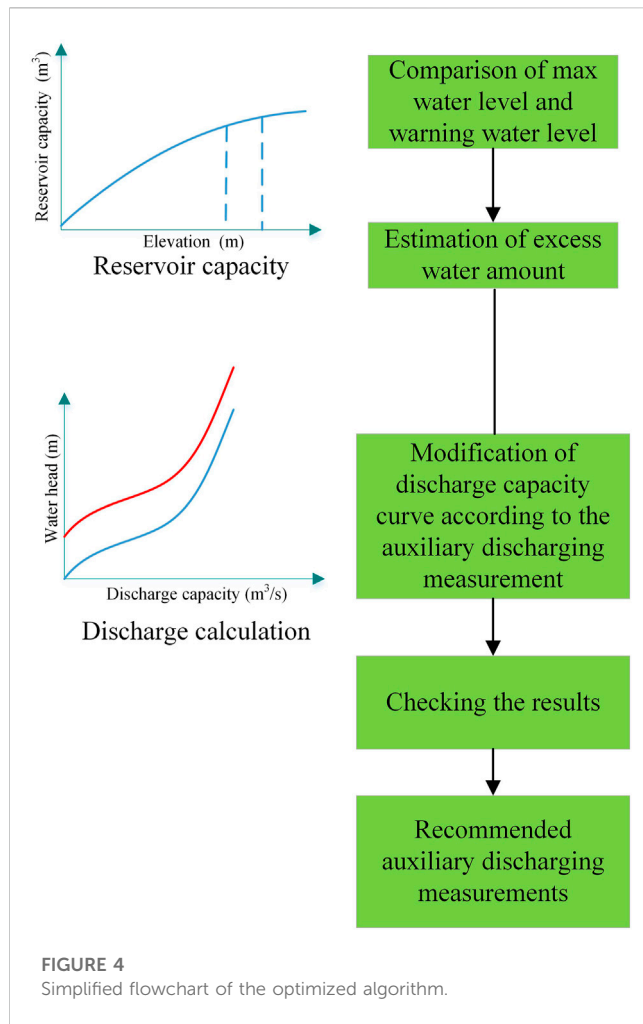 Reservoir capacity (m³)
Elevation (m)
Reservoir capacity
Comparison of max
water level and
warning water level
Estimation of excess
water amount
Water head (m)
Discharge capacity (m³/s)
Discharge calculation
Modification of
discharge capacity
curve according to the
auxiliary discharging
measurement
Checking the results
Recommended
auxiliary discharging
measurements
FIGURE 4
Simplified flowchart of the optimized algorithm.